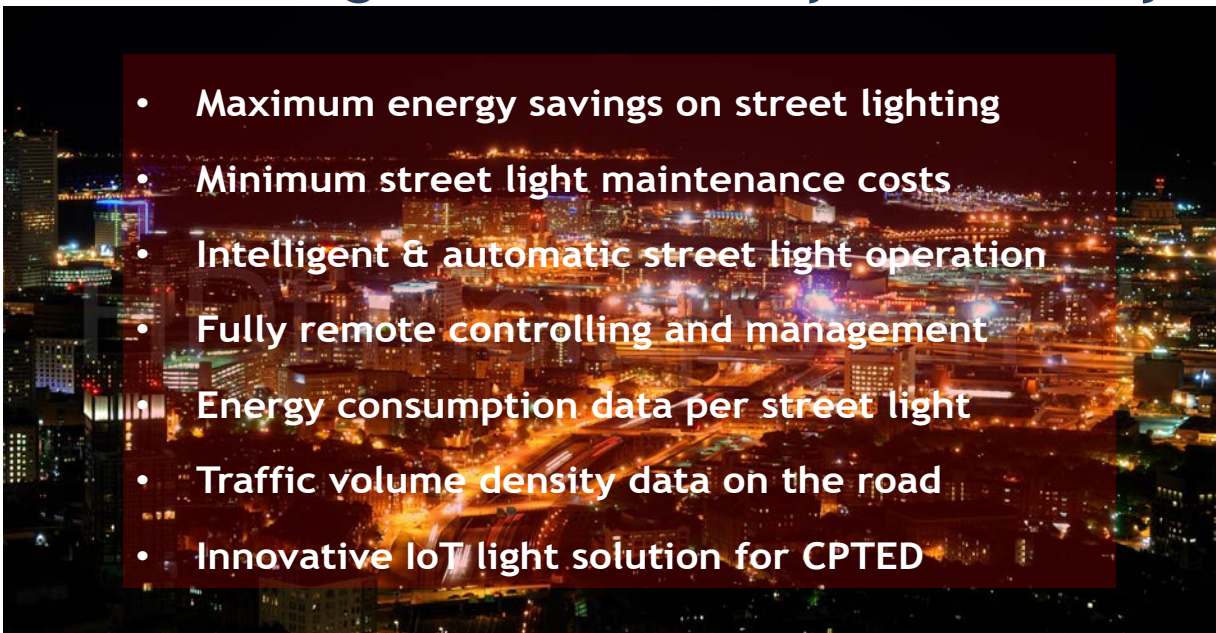 • Maximum energy savings on street lighting
• Minimum street light maintenance costs
• Intelligent & automatic street light operation
• Fully remote controlling and management
• Energy consumption data per street light
• Traffic volume density data on the road
• Innovative IoT light solution for CPTED